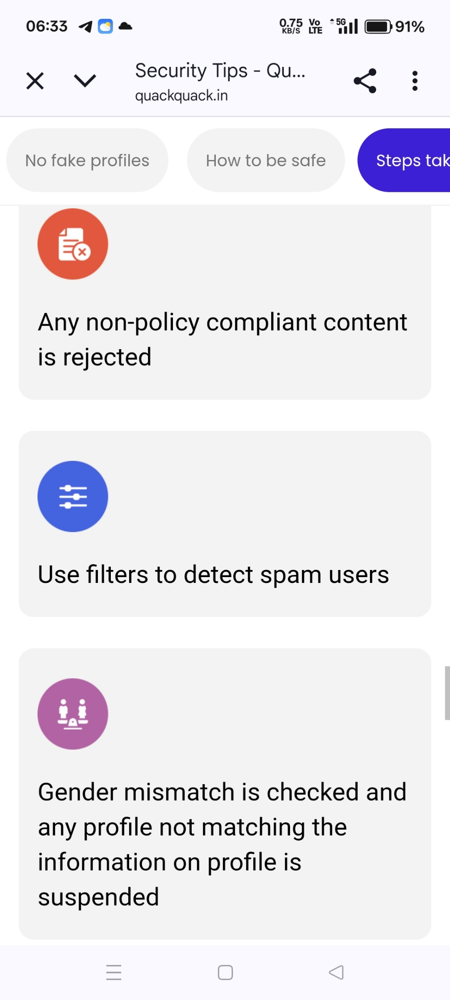 06:33
0.75 KB/S Vo LTE 5G 91%
Security Tips - Qu...
quackquack.in
No fake profiles
How to be safe
Steps tak
Any non-policy compliant content
is rejected
Use filters to detect spam users
Gender mismatch is checked and
any profile not matching the
information on profile is
suspended